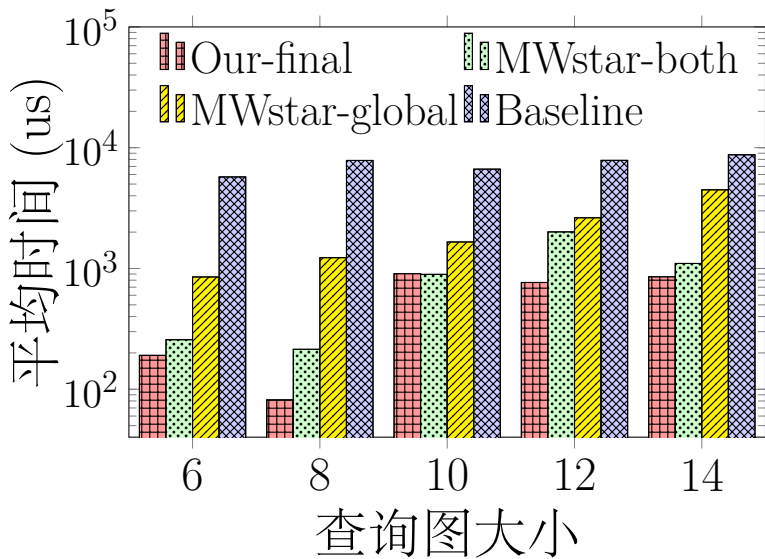 10^5
Our-final MWstar-both
MWstar-global Baseline
10^4
10^3
10^2
平均时间 (us)
6 8 10 12 14
查询图大小